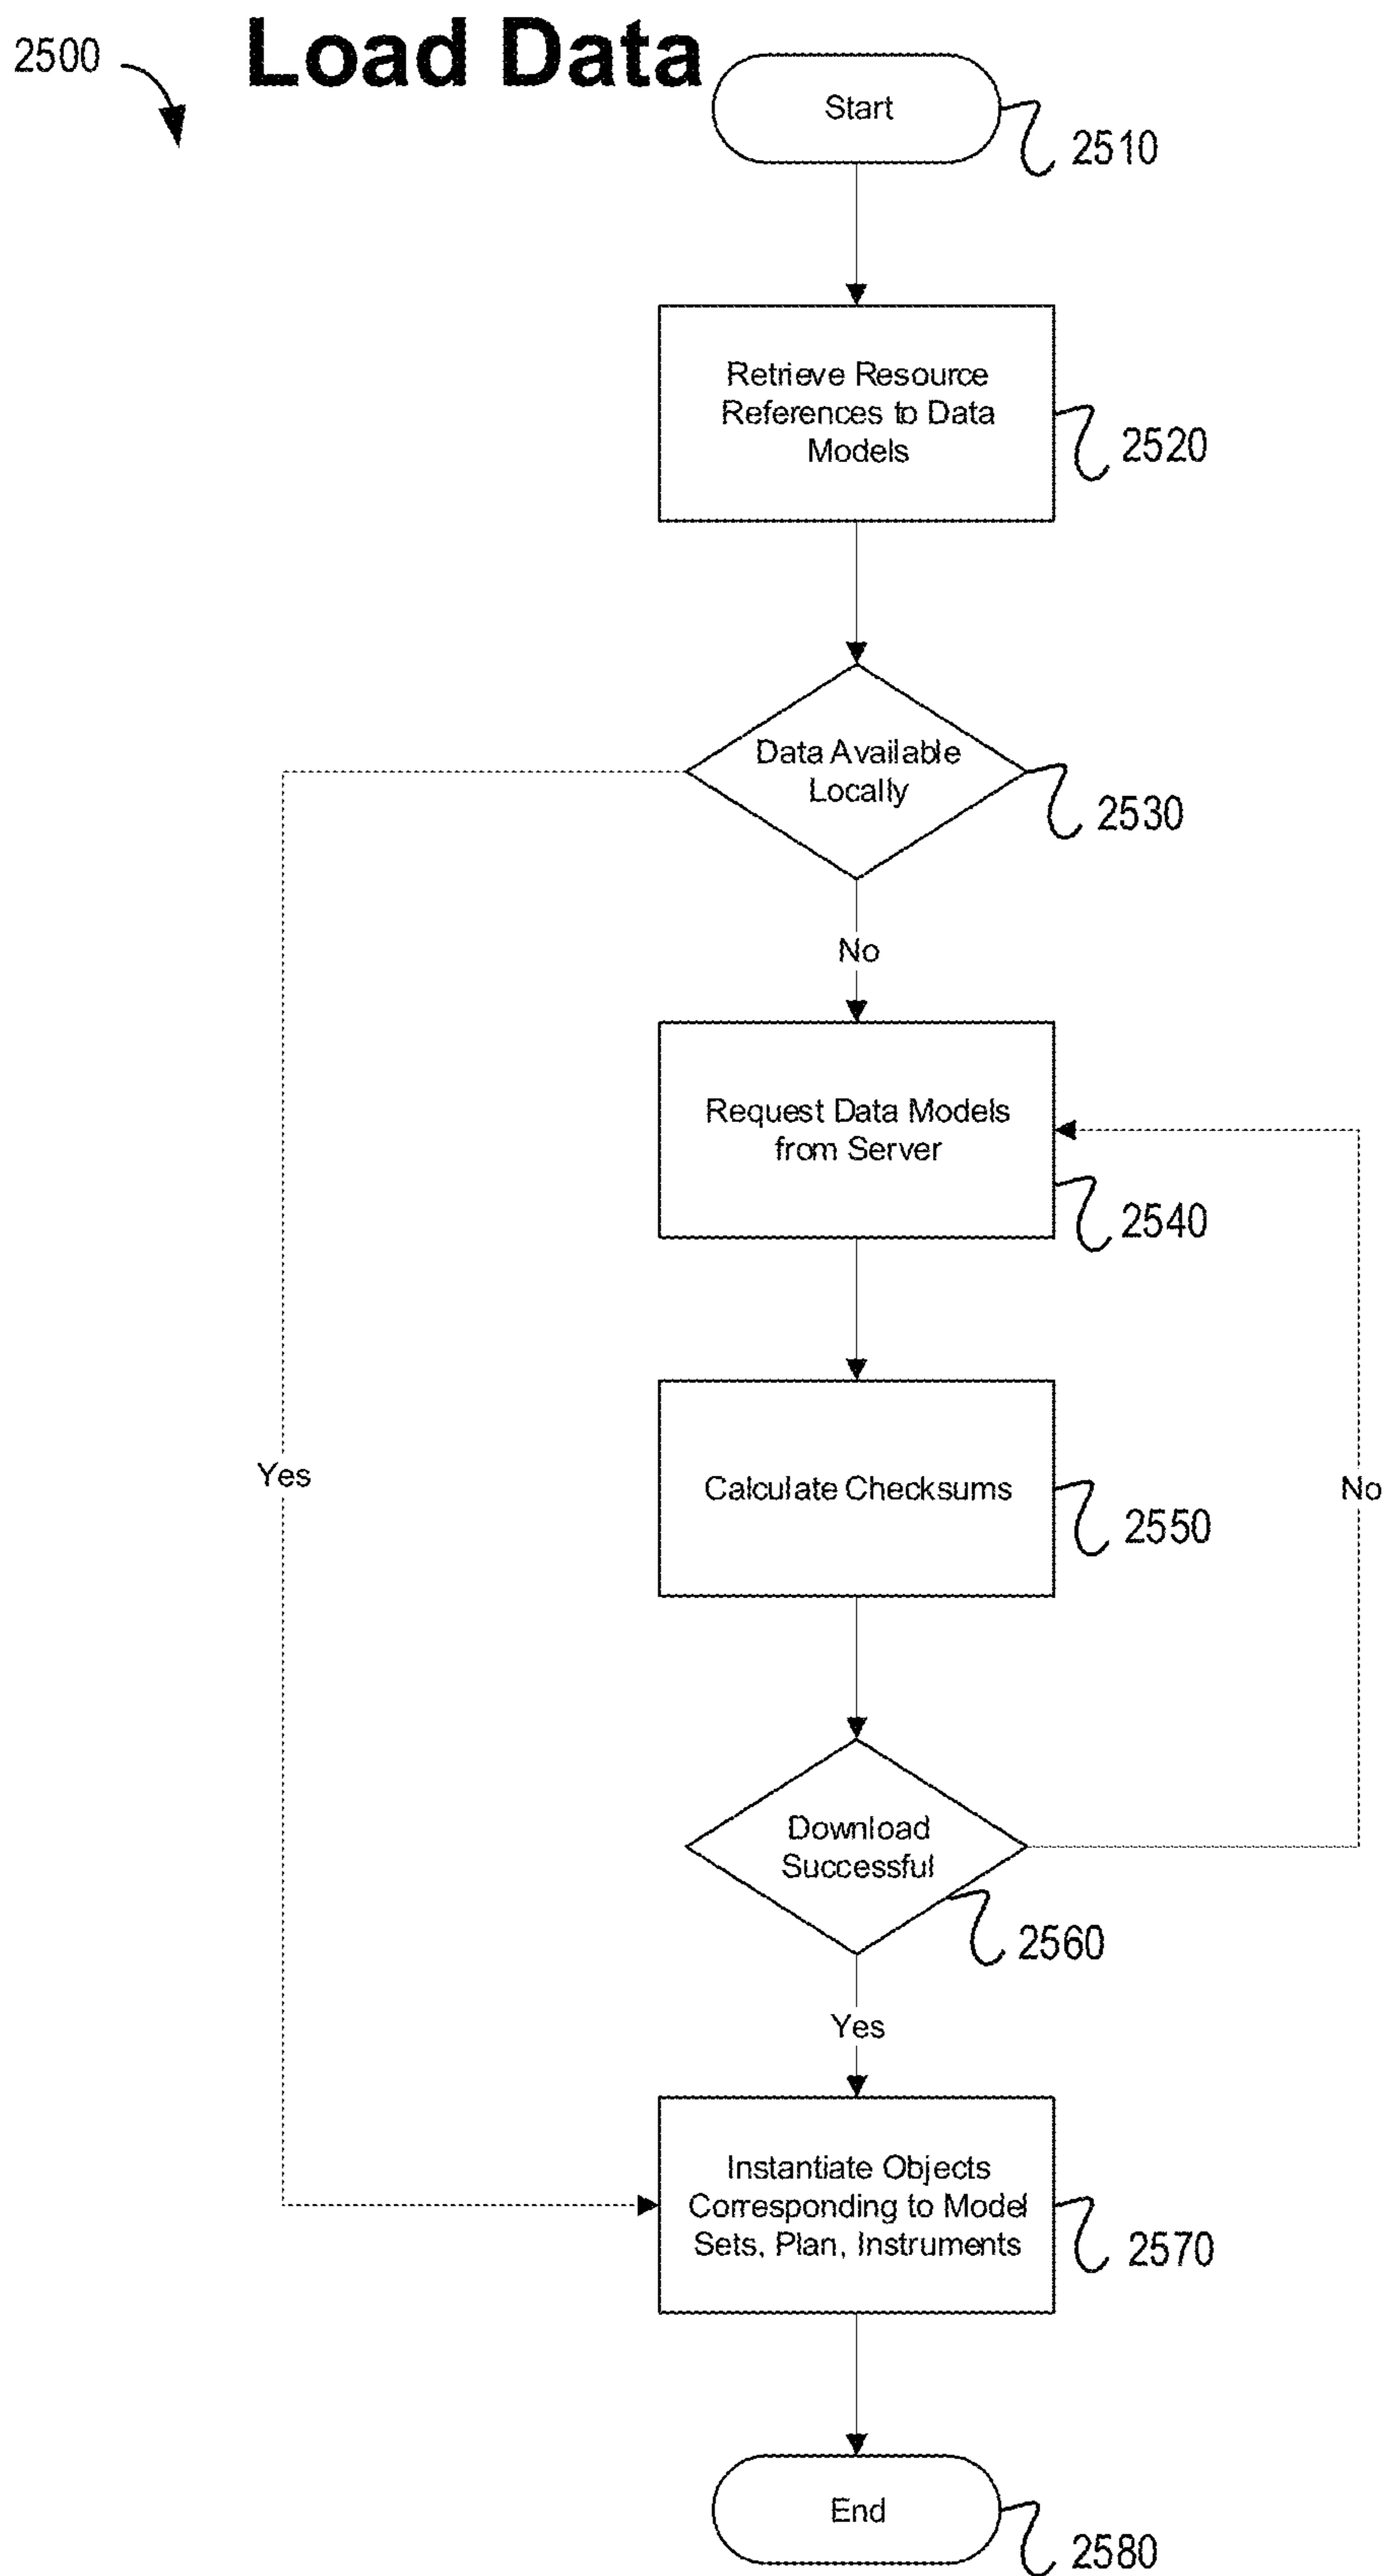 2500
Load Data
Start
2510
Retrieve Resource
References to Data
Models
2520
Data Available
Locally
2530
No
Request Data Models
from Server
2540
Yes
Calculate Checksums
No
2550
Download
Successful
2560
Yes
Instantiate Objects
Corresponding to Model
Sets, Plan, Instruments
2570
End
2580